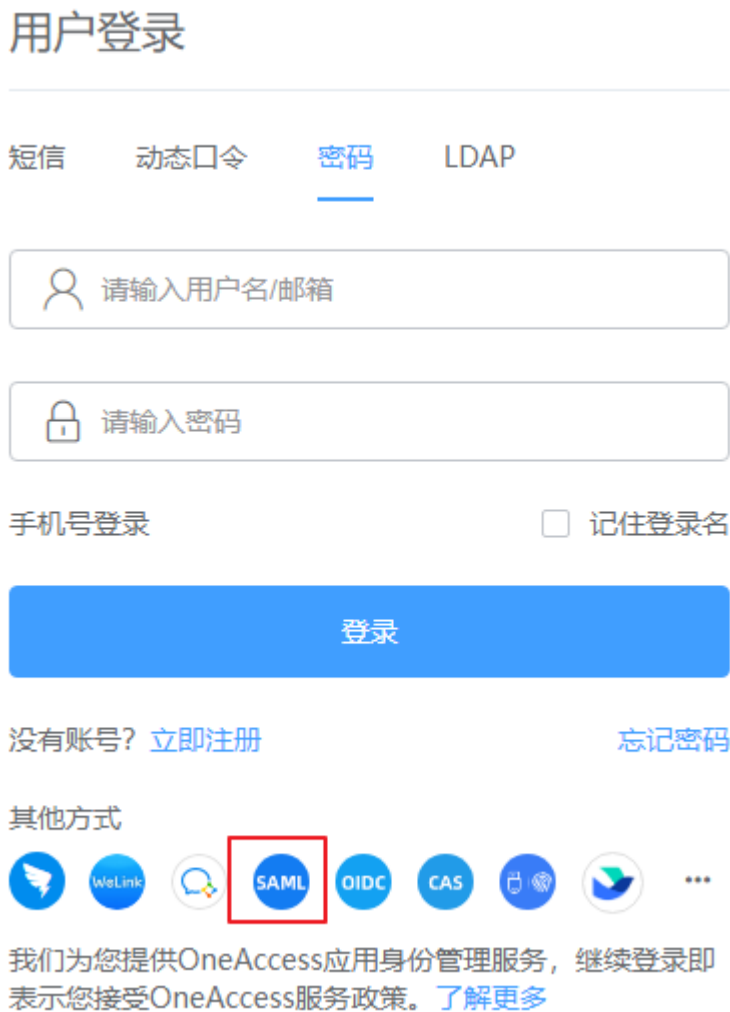 用户登录
短信 动态口令 密码 LDAP
请输入用户名/邮箱
请输入密码
手机号登录 记住登录名
登录
没有账号？ 立即注册 忘记密码
其他方式
WeLink SAML OIDC CAS
我们为您提供OneAccess应用身份管理服务，继续登录即
表示您接受OneAccess服务政策。了解更多